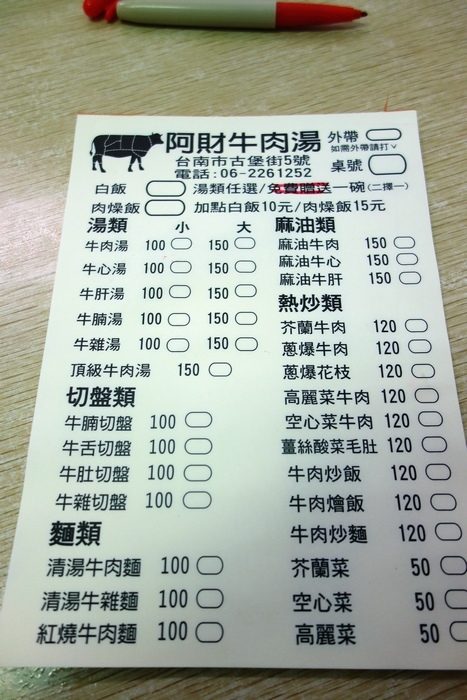 阿財牛肉湯 外帶
如需外帶請打ˇ
台南市古堡街5號 桌號
電話:06-2261252
白飯 湯類任選/免費贈送一碗(二擇一)
肉燥飯 加點白飯10元/肉燥飯15元
湯類 小 大
牛肉湯 100 150
牛心湯 100 150
牛肝湯 100 150
牛腩湯 100 150
牛雜湯 100 150
頂級牛肉湯 150
切盤類
牛腩切盤 100
牛舌切盤 100
牛肚切盤 100
牛雜切盤 100
麵類
清湯牛肉麵 100
清湯牛雜麵 100
紅燒牛肉麵 100
麻油類
麻油牛肉 150
麻油牛心 150
麻油牛肝 150
熱炒類
芥蘭牛肉 120
蔥爆牛肉 120
蔥爆花枝 120
高麗菜牛肉 120
空心菜牛肉 120
薑絲酸菜毛肚 120
牛肉炒飯 120
牛肉燴飯 120
牛肉炒麵 120
芥蘭菜 50
空心菜 50
高麗菜 50